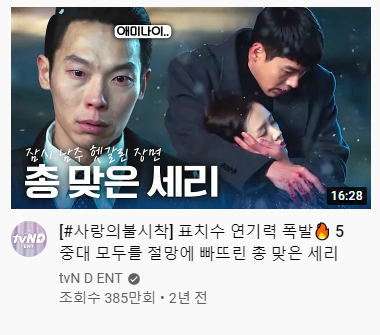 애미나이..
잠시 남주 헷갈린 장면
총 맞은 세리
16:28
[#사랑의불시착] 표치수 연기력 폭발🔥 5
중대 모두를 절망에 빠뜨린 총 맞은 세리
tvN D ENT
조회수 385만회 • 2년 전
tvND
ENT